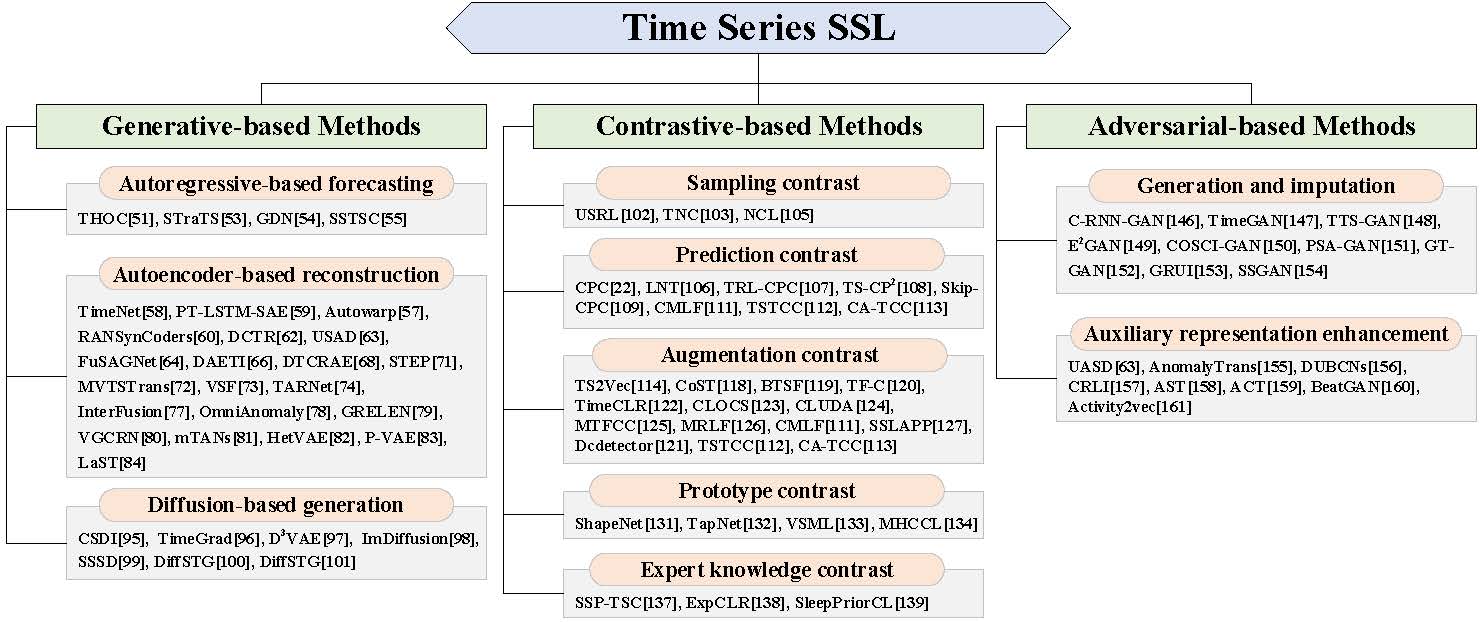 Time Series SSL
Generative-based Methods
Autoregressive-based forecasting
THOC[51], STraTS[53], GDN[54], SSTSC[55]
Autoencoder-based reconstruction
TimeNet[58], PT-LSTM-SAE[59], Autowarp[57],
RANSynCoders[60], DCTR[62], USAD[63],
FuSAGNet[64], DAETI[66], DTCRAE[68], STEP[71],
MVTSTrans[72], VSF[73], TARNet[74],
InterFusion[77], OmniAnomaly[78], GRELEN[79],
VGCRN[80], mTANs[81], HetVAE[82], P-VAE[83],
LaST[84]
Diffusion-based generation
CSDI[95], TimeGrad[96], D³VAE[97], ImDiffusion[98],
SSSD[99], DiffSTG[100], DiffSTG[101]
Contrastive-based Methods
Sampling contrast
USRL[102], TNC[103], NCL[105]
Prediction contrast
CPC[22], LNT[106], TRL-CPC[107], TS-CP²[108], Skip-
CPC[109], CMLF[111], TSTCC[112], CA-TCC[113]
Augmentation contrast
TS2Vec[114], CoST[118], BTSF[119], TF-C[120],
TimeCLR[122], CLOCS[123], CLUDA[124],
MTFCC[125], MRLF[126], CMLF[111], SSLAPP[127],
Dcdetector[121], TSTCC[112], CA-TCC[113]
Prototype contrast
ShapeNet[131], TapNet[132], VSML[133], MHCCL[134]
Expert knowledge contrast
SSP-TSC[137], ExpCLR[138], SleepPriorCL[139]
Adversarial-based Methods
Generation and imputation
C-RNN-GAN[146], TimeGAN[147], TTS-GAN[148],
E²GAN[149], COSCI-GAN[150], PSA-GAN[151], GT-
GAN[152], GRUI[153], SSGAN[154]
Auxiliary representation enhancement
UASD[63], AnomalyTrans[155], DUBCNs[156],
CRLI[157], AST[158], ACT[159], BeatGAN[160],
Activity2vec[161]